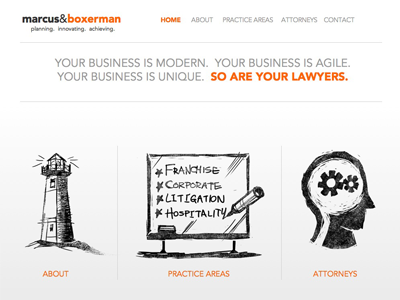 marcus&boxerman
planning. innovating. achieving.
HOME ABOUT PRACTICE AREAS ATTORNEYS CONTACT
YOUR BUSINESS IS MODERN. YOUR BUSINESS IS AGILE.
YOUR BUSINESS IS UNIQUE. SO ARE YOUR LAWYERS.
FRANCHISE
CORPORATE
LITIGATION
HOSPITALITY
ABOUT PRACTICE AREAS ATTORNEYS